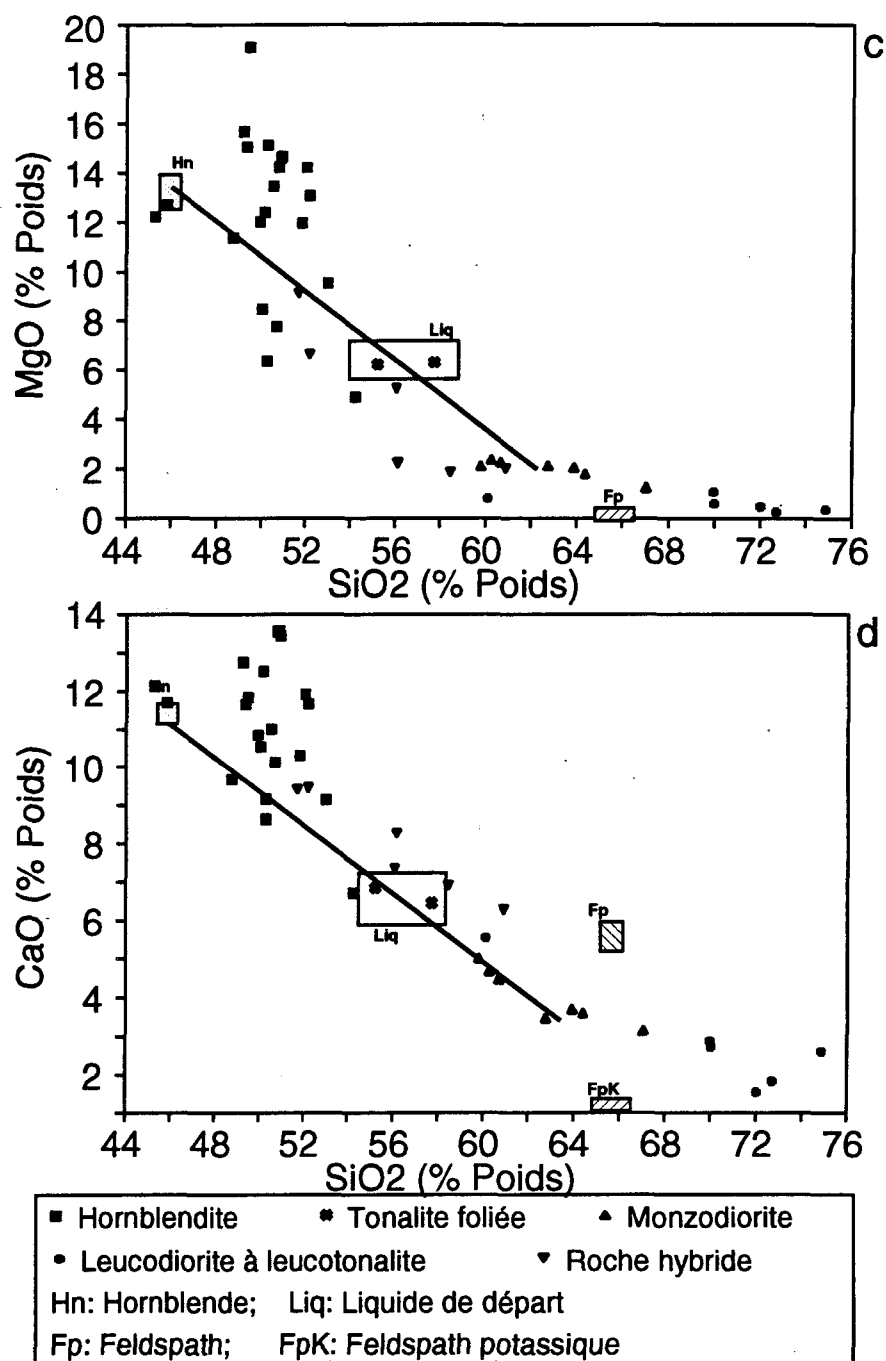 c
20
18
16
14
12
10
8
6
4
2
0
MgO (% Poids)
Hn
Liq
Fp
44 48 52 56 60 64 68 72 76
SiO2 (% Poids)
d
14
12
10
8
6
4
2
CaO (% Poids)
n
Liq
Fp
FpK
44 48 52 56 60 64 68 72 76
SiO2 (% Poids)
Hornblendite Tonalite foliée Monzodiorite
Leucodiorite à leucotonalite Roche hybride
Hn: Hornblende; Liq: Liquide de départ
Fp: Feldspath; FpK: Feldspath potassique